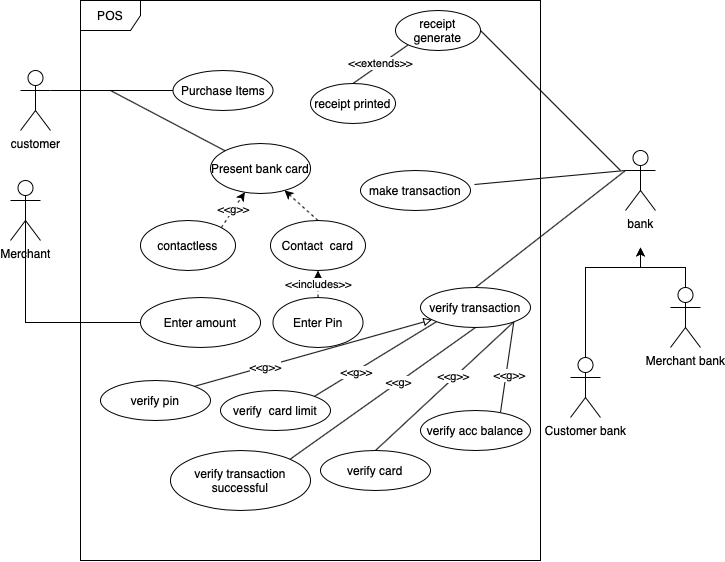 POS
receipt
generate
<<extends>>
receipt printed
Purchase Items
customer
Present bank card
make transaction
<<g>>
bank
contactless
Contact card
Merchant
<<includes>>
verify transaction
Enter amount
Enter Pin
Merchant bank
<<g>>
<<g>>
<<g>
<<g>>
<<g>>
verify pin
verify card limit
verify acc balance
Customer bank
verify transaction
successful
verify card